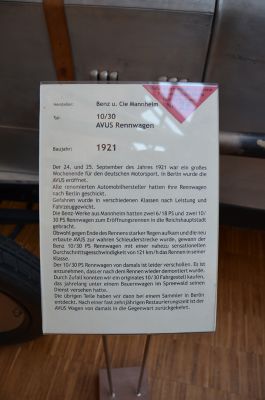 Hersteller: Benz u. Cie Mannheim
Typ: 10/30
AVUS Rennwagen
Baujahr: 1921
Der 24. und 25. September des Jahres 1921 war ein großes
Wochenende für den deutschen Motorsport. In Berlin wurde die
AVUS eröffnet.
Alle renomierten Automobilhersteller hatten ihre Rennwagen
nach Berlin geschickt.
Gefahren wurde in verschiedenen Klassen nach Leistung und
Fahrzeuggewicht.
Die Benz-Werke aus Mannheim hatten zwei 6/18 PS und zwei 10/
30 PS Rennwagen zum Eröffnungsrennen in die Reichshauptstadt
gebracht.
Obwohl gegen Ende des Rennens starker Regen aufkam und die neu
erbaute AVUS zur wahren Schleuderstrecke wurde, gewann der
Benz 10/30 PS Rennwagen mit einer nahezu sensationellen
Durchschnittsgeschwindigkeit von 121 km/h das Rennen in seiner
Klasse.
Der 10/30 PS Rennwagen von damals ist leider verschollen. Es ist
anzunehmen, dass er nach dem Rennen wieder demontiert wurde.
Durch Zufall konnten wir ein originales 10/30 Fahrgestell kaufen,
das jahrelang unter einem Bauernwagen im Spreewald seinen
Dienst versehen hatte.
Die übrigen Teile haben wir dann bei einem Sammler in Berlin
entdeckt. Nach einer fast zehnjährigen Restaurierungszeit ist der
AVUS Wagen von damals in die Gegenwart zurückgekehrt.